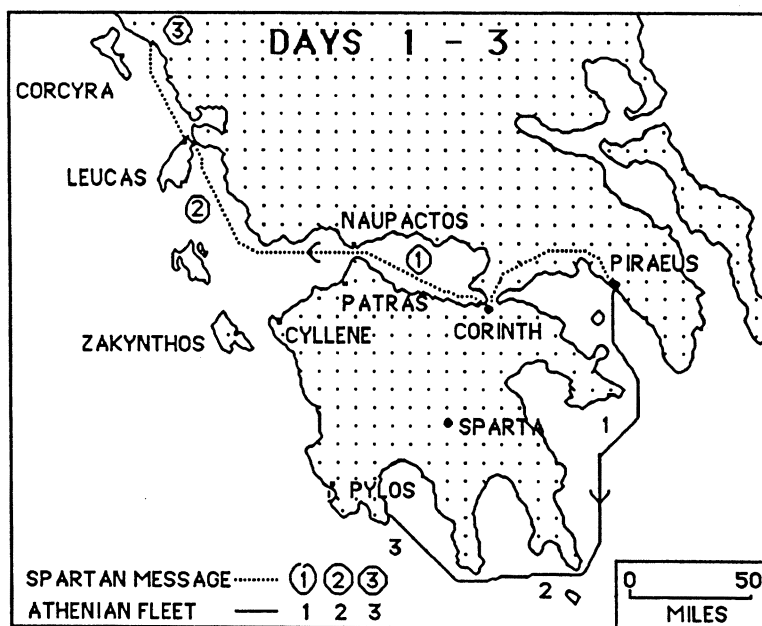 ③
DAYS 1 - 3
CORCYRA
LEUCAS
②
NAUPACTOS
①
PIRAEUS
PATRAS
CORINTH
ZAKYNTHOS
CYLLENE
1
SPARTA
PYLOS
3
2
SPARTAN MESSAGE ① ② ③
ATHENIAN FLEET 1 2 3
0 50
MILES